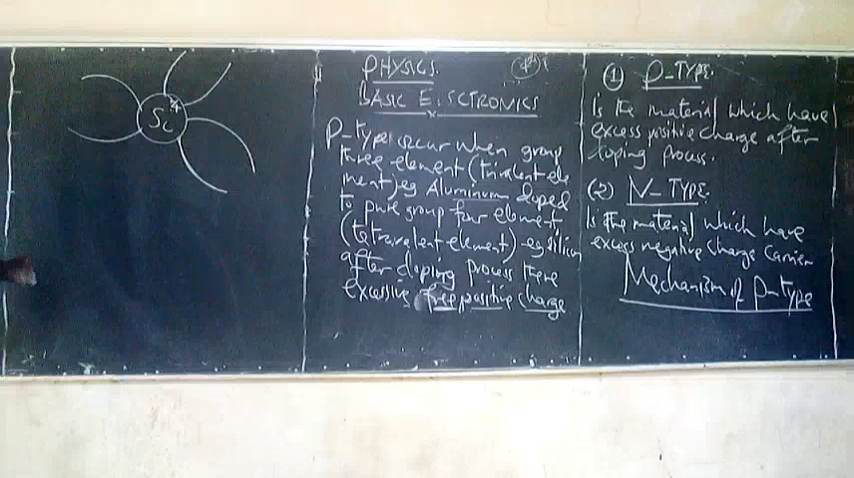 Sc
PHYSICS.
BASIC ELECTRONICS
P-type occur when group
three element (trivalent ele
ment) eg Aluminum doped
to pure group four element
(tetravalent element) eg silicon
after doping process there
excessive free positive charge
(1) P-TYPE.
Is the material which have
excess positive charge after
doping process.
(2) N-TYPE.
Is the material which have
excess negative charge carrier
Mechanism of p-type